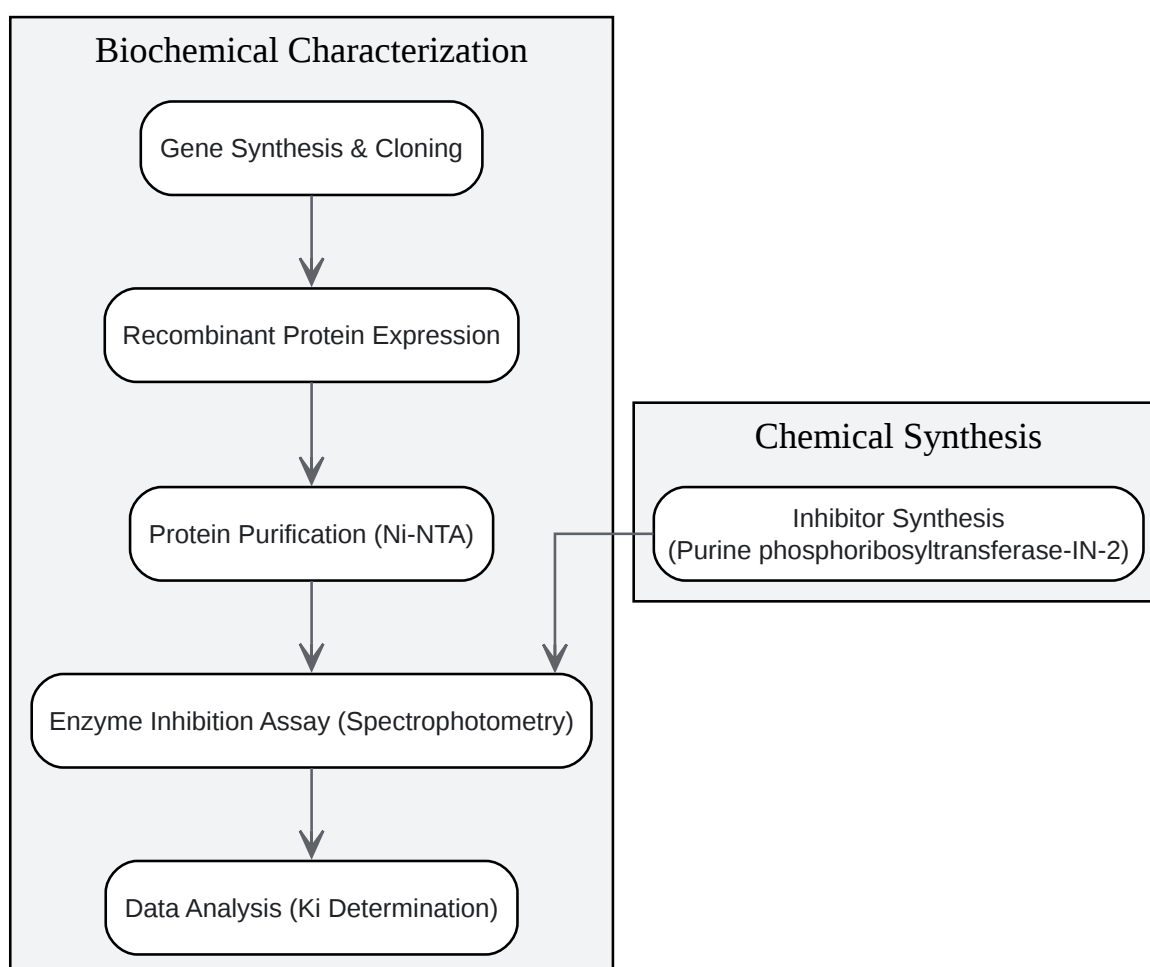 Biochemical Characterization
Gene Synthesis & Cloning
Recombinant Protein Expression
Protein Purification (Ni-NTA)
Chemical Synthesis
Inhibitor Synthesis
(Purine phosphoribosyltransferase-IN-2)
Enzyme Inhibition Assay (Spectrophotometry)
Data Analysis (Ki Determination)